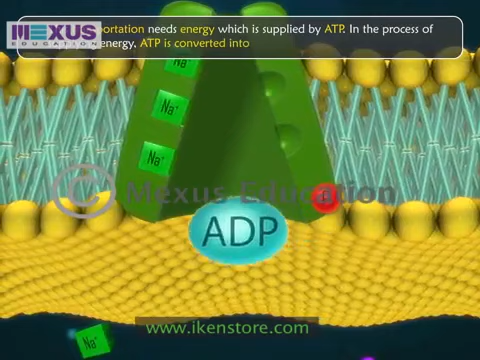 MEXUS
EDUCATION
portation needs energy which is supplied by ATP. In the process of
energy, ATP is converted into
Na+
Na+
Na+
© Mexus Education
ADP
www.ikenstore.com
Na+